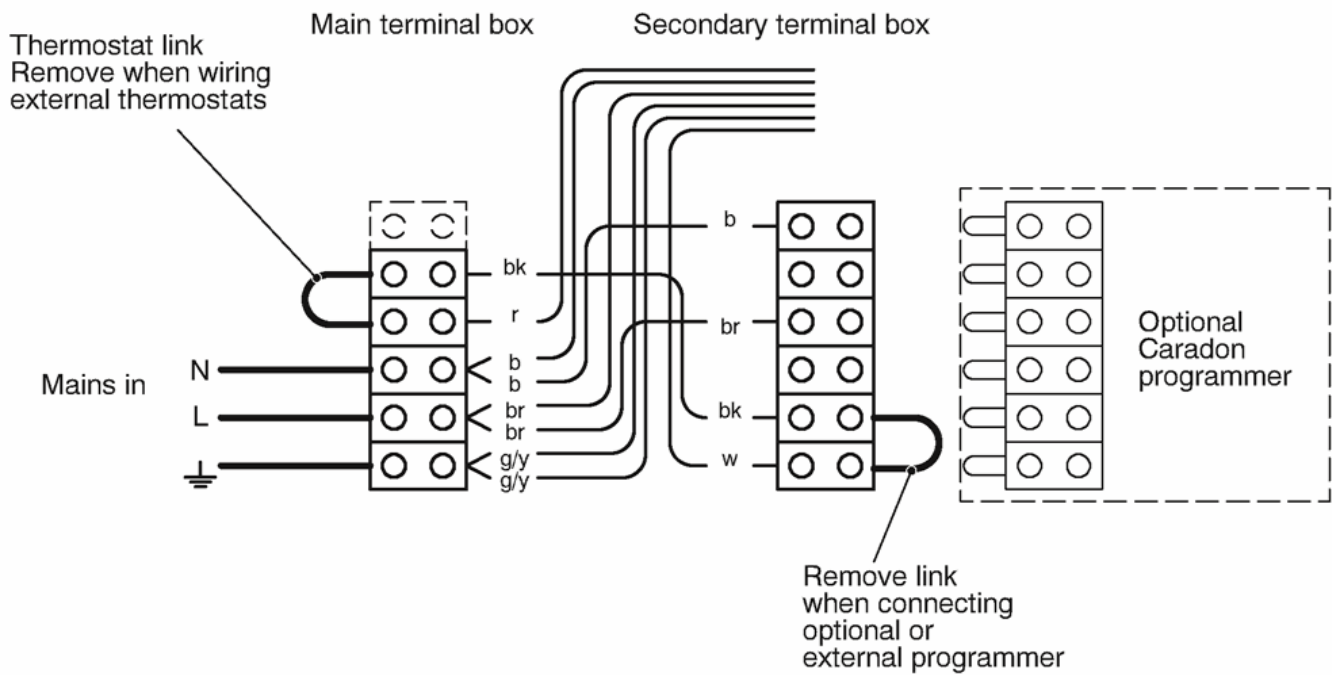 Main terminal box
Secondary terminal box
Thermostat link
Remove when wiring
external thermostats
b
bk
r
br
Optional
Caradon
programmer
Mains in
N
b
b
L
br
br
bk
g/y
g/y
w
Remove link
when connecting
optional or
external programmer